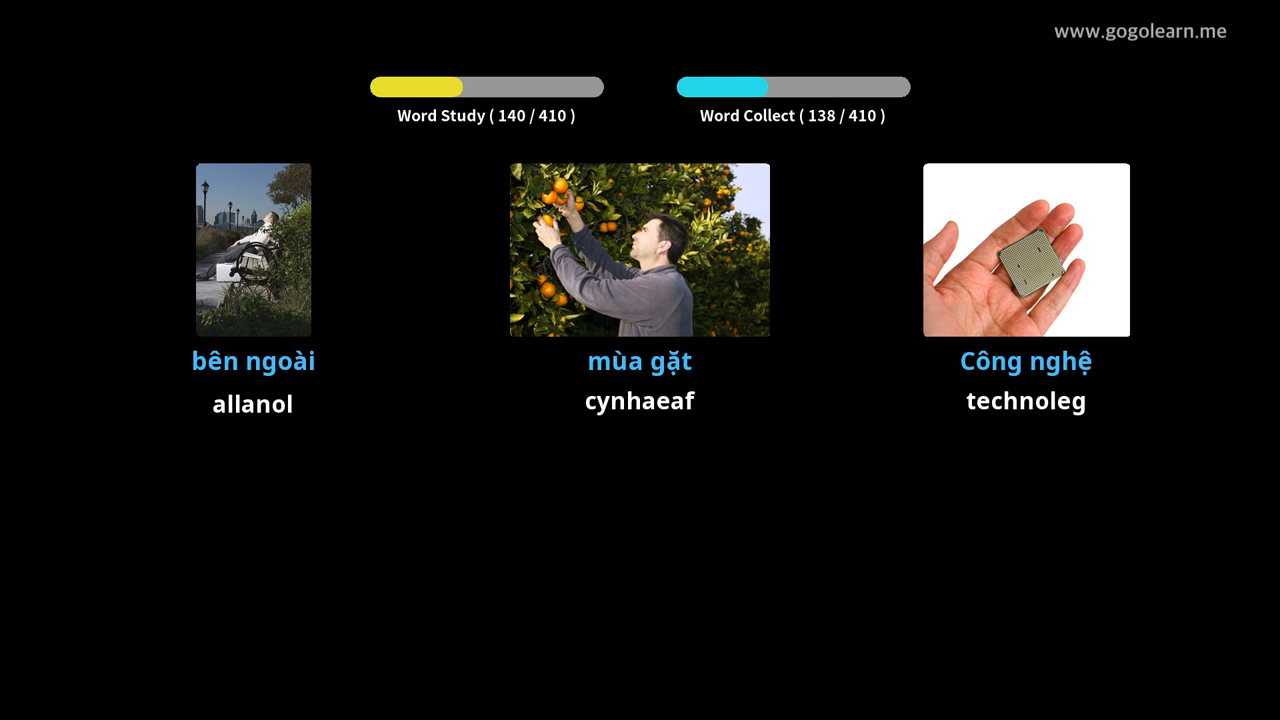 www.gogolearn.me
Word Study ( 140 / 410 )
Word Collect ( 138 / 410 )
bên ngoài
allanol
mùa gặt
cynhaeaf
Công nghệ
technoleg